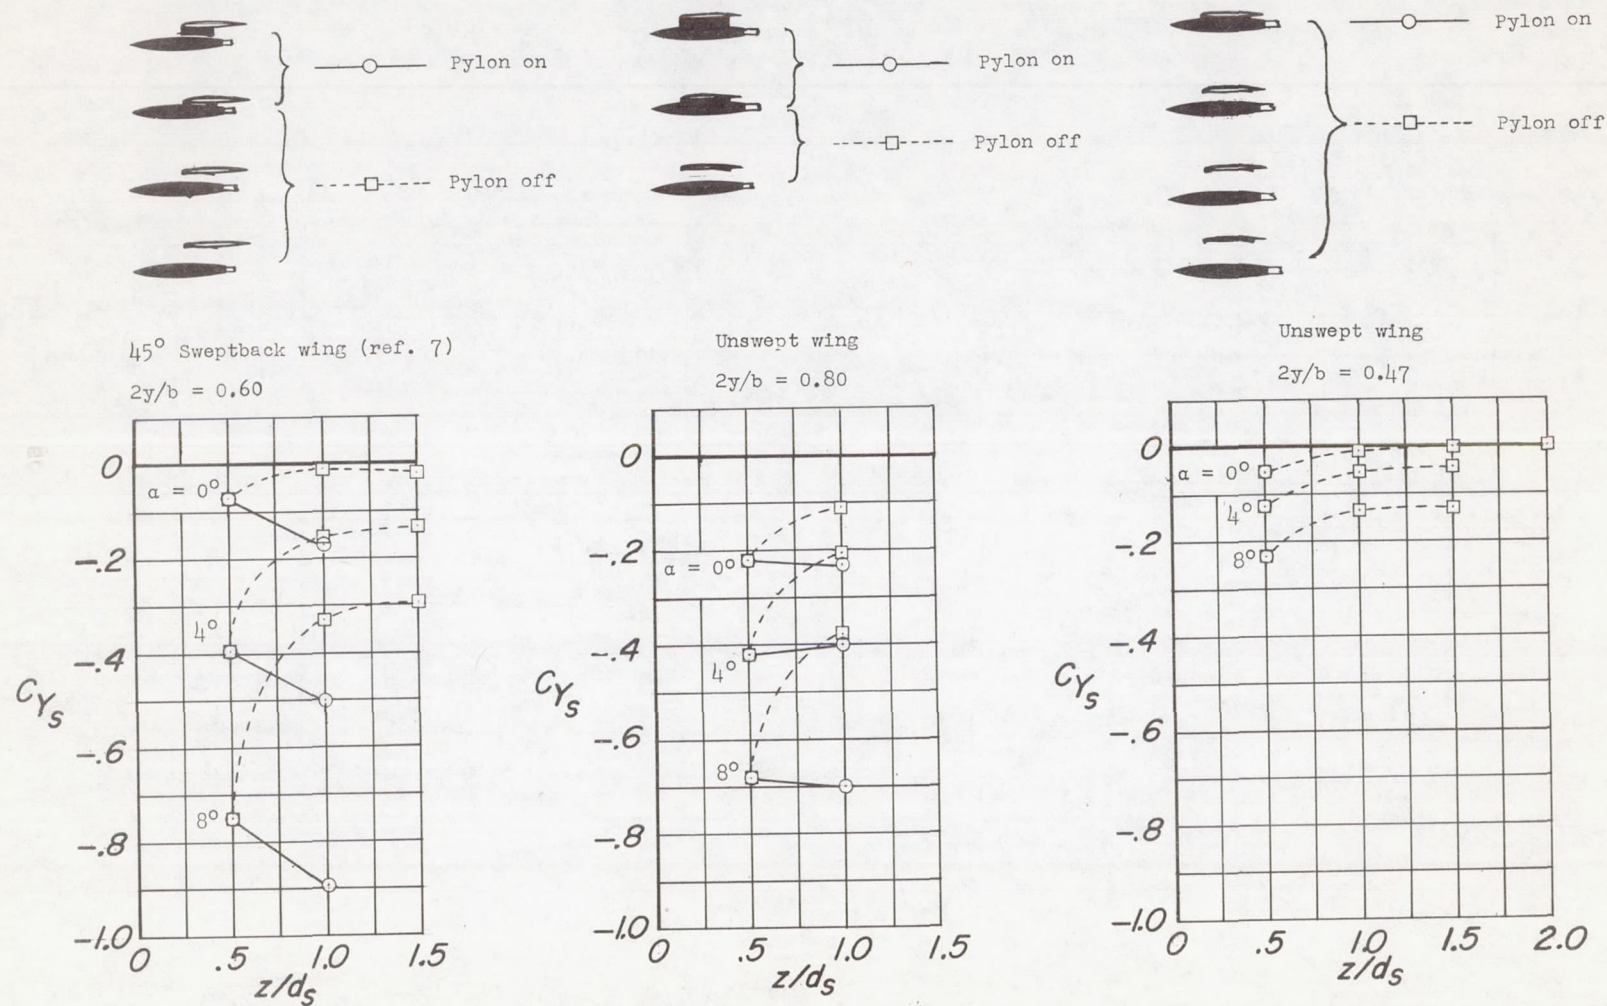 Pylon on
Pylon off
Pylon on
Pylon off
Pylon on
Pylon off
45° Sweptback wing (ref. 7)
2y/b = 0.60
0
-.2
-.4
-.6
-.8
-1.0
C_Y_S
α = 0°
4°
8°
0 .5 1.0 1.5
z/d_s
Unswept wing
2y/b = 0.80
0
-.2
-.4
-.6
-.8
-1.0
C_Y_S
α = 0°
4°
8°
0 .5 1.0 1.5
z/d_s
Unswept wing
2y/b = 0.47
0
-.2
-.4
-.6
-.8
-1.0
C_Y_S
α = 0°
4°
8°
0 .5 1.0 1.5 2.0
z/d_s